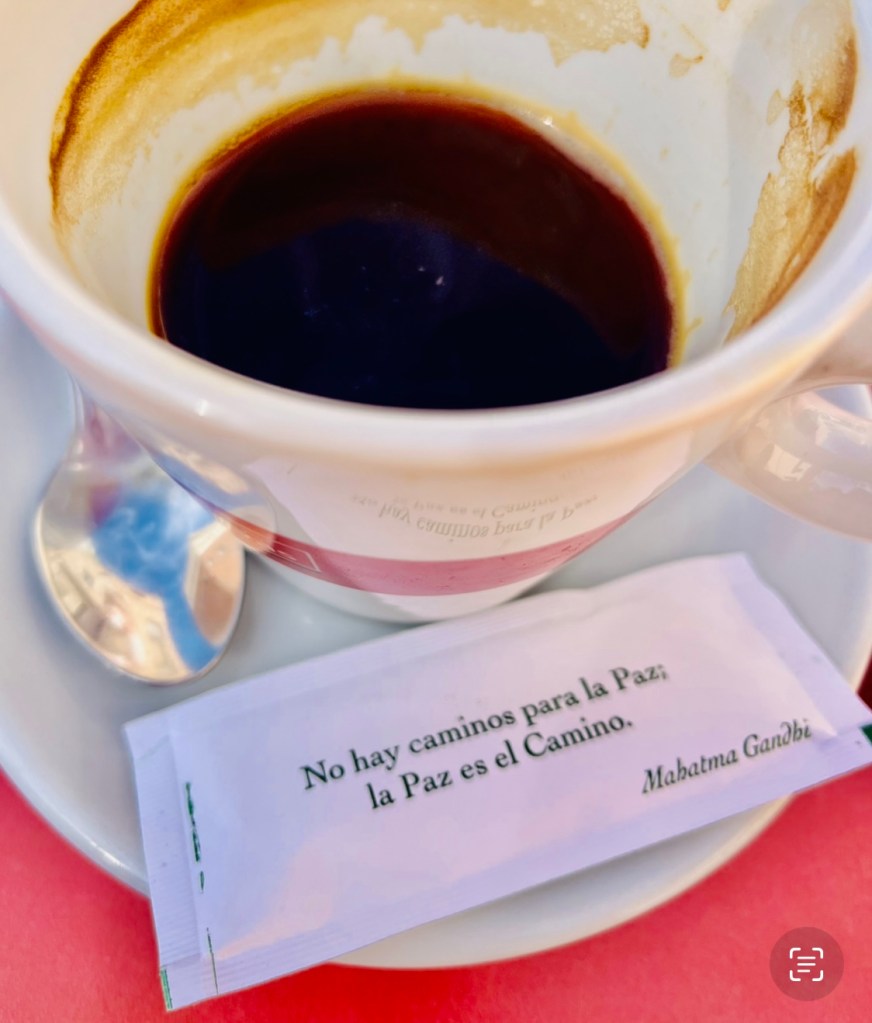 No hay caminos para la Paz;
la Paz es el Camino.
Mahatma Gandhi